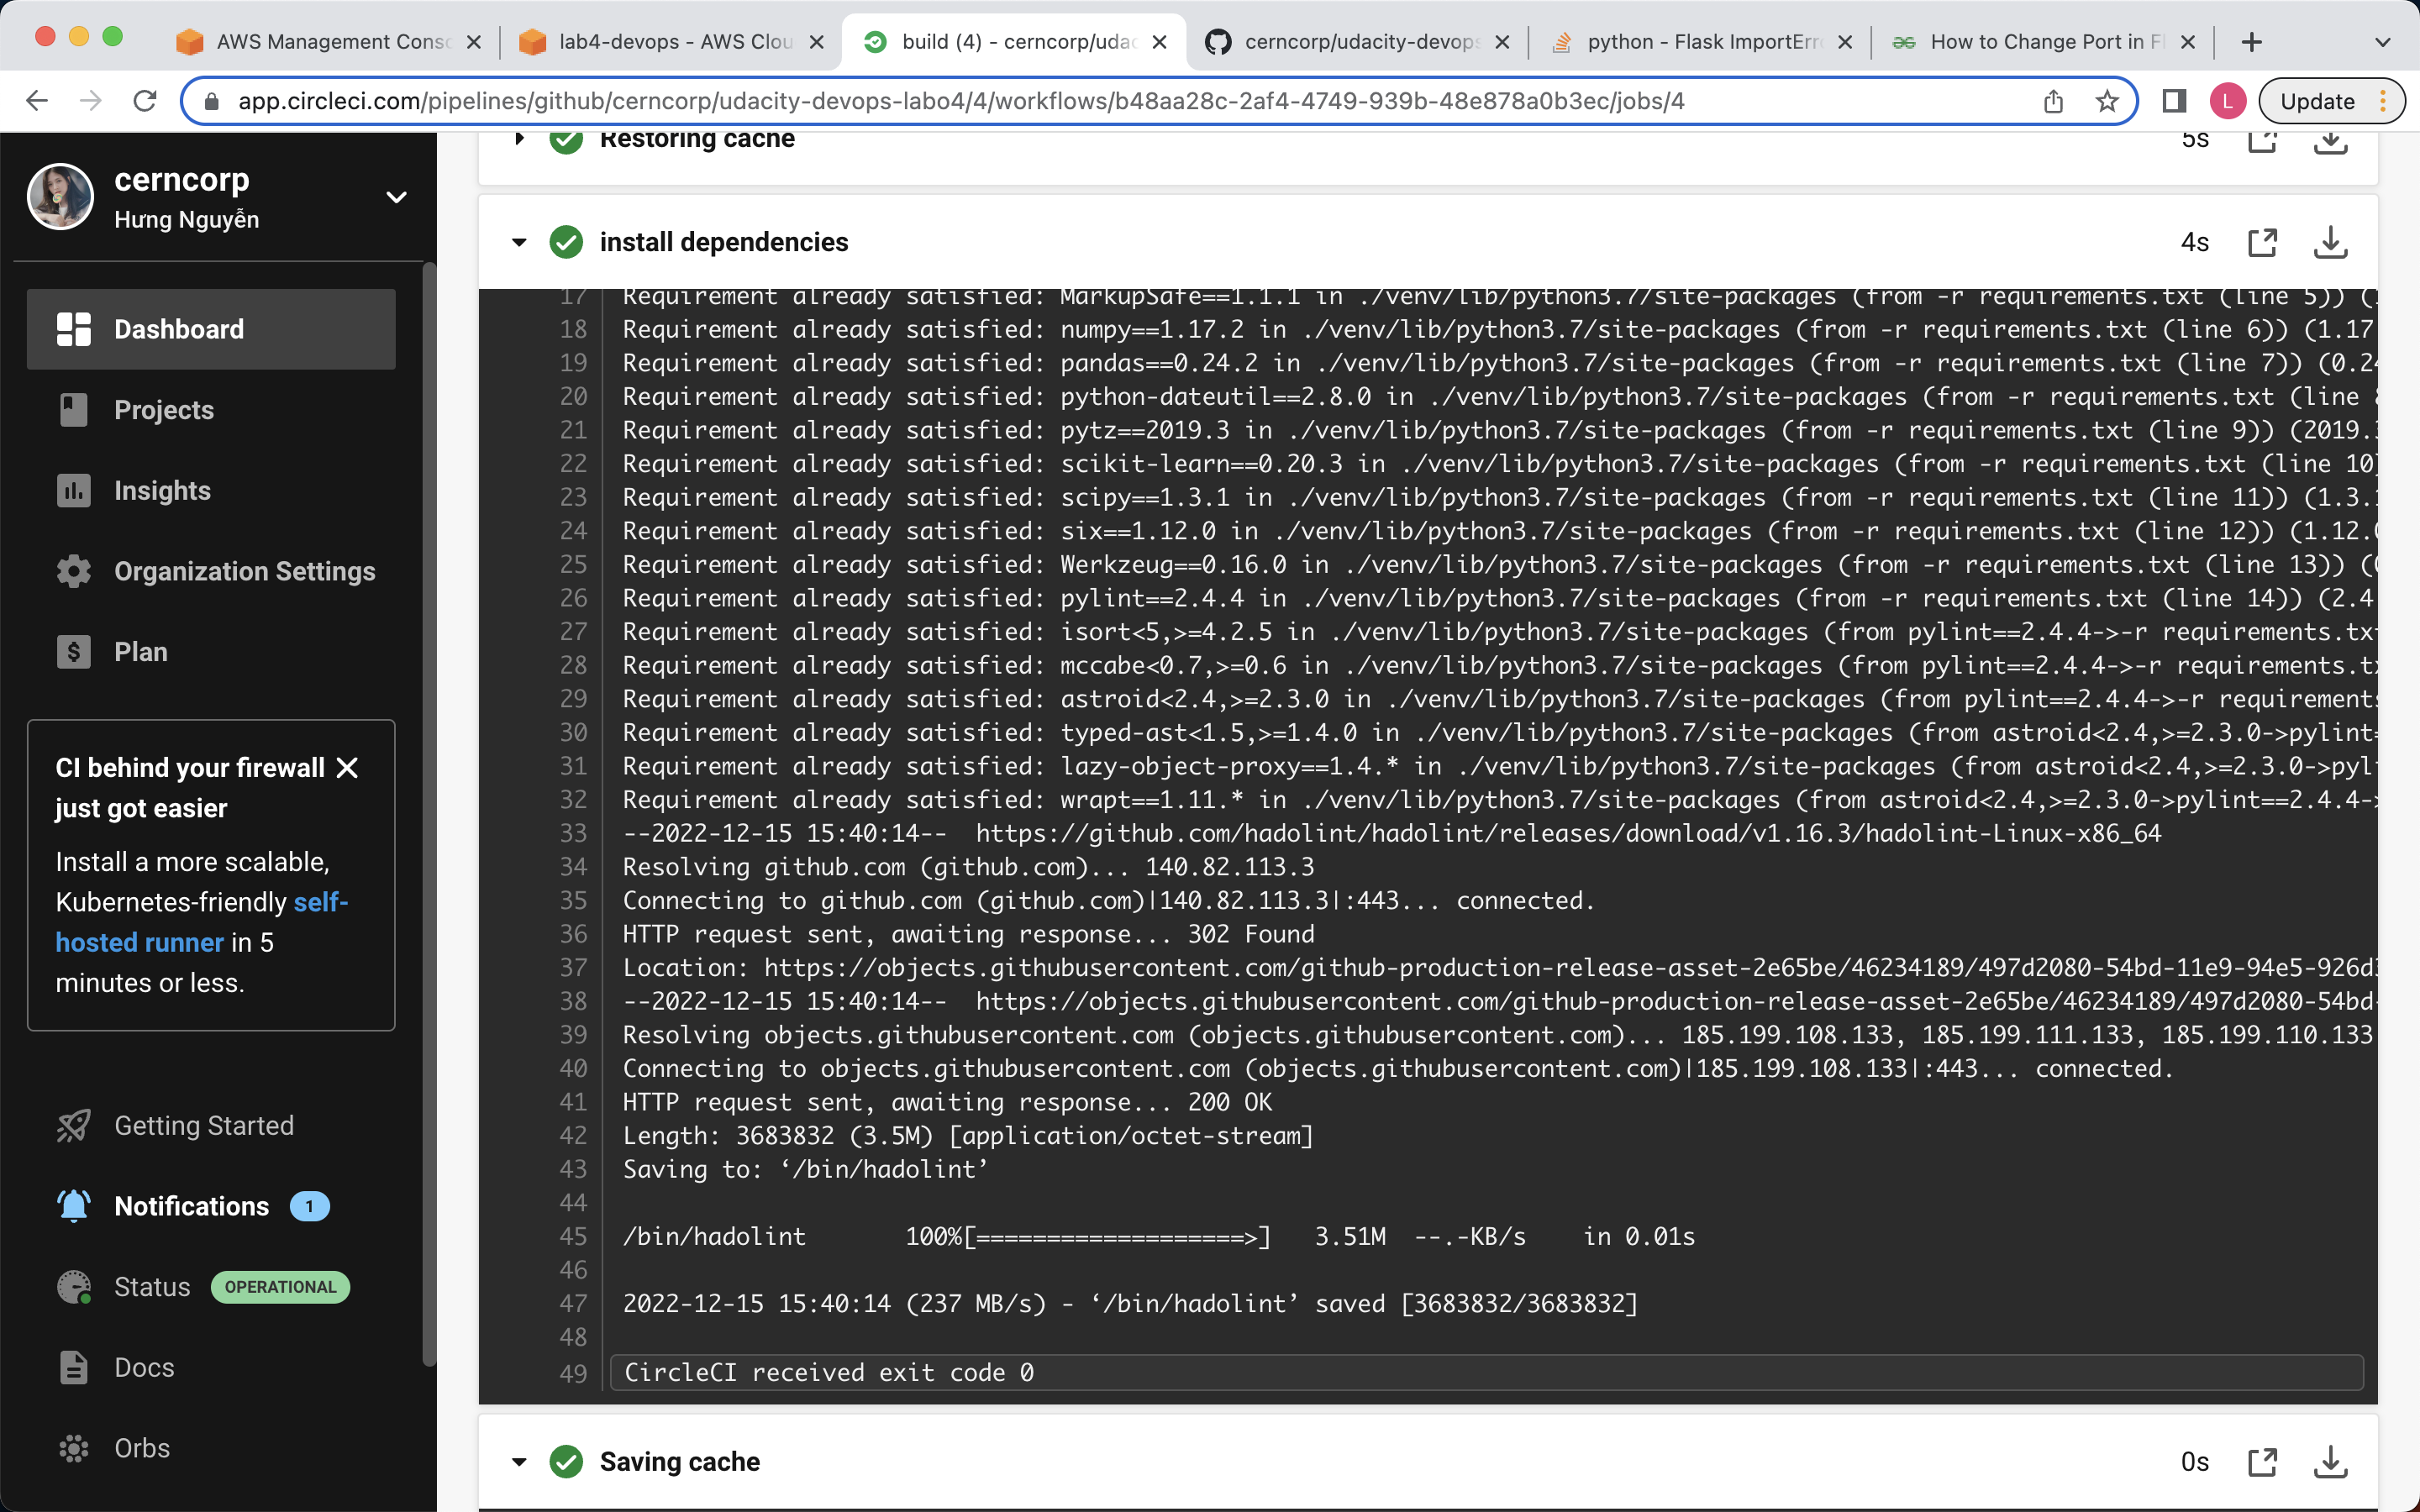 AWS Management Conso
lab4-devops - AWS Clou
build (4) - cerncorp/udac
cerncorp/udacity-devops
python - Flask ImportErro
How to Change Port in Fl
app.circleci.com/pipelines/github/cerncorp/udacity-devops-labo4/4/workflows/b48aa28c-2af4-4749-939b-48e878a0b3ec/jobs/4
L
Update
cerncorp
Hưng Nguyễn
Dashboard
Projects
Insights
Organization Settings
Plan
$
CI behind your firewall
just got easier
Install a more scalable,
Kubernetes-friendly self-
hosted runner in 5
minutes or less.
Getting Started
Notifications 1
Status OPERATIONAL
Docs
Orbs
Restoring cache 5s
install dependencies 4s
17 Requirement already satisfied: MarkupSafe==1.1.1 in ./venv/lib/python3.7/site-packages (from -r requirements.txt (line 5)) (
18 Requirement already satisfied: numpy==1.17.2 in ./venv/lib/python3.7/site-packages (from -r requirements.txt (line 6)) (1.17
19 Requirement already satisfied: pandas==0.24.2 in ./venv/lib/python3.7/site-packages (from -r requirements.txt (line 7)) (0.24
20 Requirement already satisfied: python-dateutil==2.8.0 in ./venv/lib/python3.7/site-packages (from -r requirements.txt (line
21 Requirement already satisfied: pytz==2019.3 in ./venv/lib/python3.7/site-packages (from -r requirements.txt (line 9)) (2019.3
22 Requirement already satisfied: scikit-learn==0.20.3 in ./venv/lib/python3.7/site-packages (from -r requirements.txt (line 10)
23 Requirement already satisfied: scipy==1.3.1 in ./venv/lib/python3.7/site-packages (from -r requirements.txt (line 11)) (1.3.1
24 Requirement already satisfied: six==1.12.0 in ./venv/lib/python3.7/site-packages (from -r requirements.txt (line 12)) (1.12.0
25 Requirement already satisfied: Werkzeug==0.16.0 in ./venv/lib/python3.7/site-packages (from -r requirements.txt (line 13)) (0
26 Requirement already satisfied: pylint==2.4.4 in ./venv/lib/python3.7/site-packages (from -r requirements.txt (line 14)) (2.4
27 Requirement already satisfied: isort<5,>=4.2.5 in ./venv/lib/python3.7/site-packages (from pylint==2.4.4->-r requirements.txt
28 Requirement already satisfied: mccabe<0.7,>=0.6 in ./venv/lib/python3.7/site-packages (from pylint==2.4.4->-r requirements.tx
29 Requirement already satisfied: astroid<2.4,>=2.3.0 in ./venv/lib/python3.7/site-packages (from pylint==2.4.4->-r requirements
30 Requirement already satisfied: typed-ast<1.5,>=1.4.0 in ./venv/lib/python3.7/site-packages (from astroid<2.4,>=2.3.0->pylint=
31 Requirement already satisfied: lazy-object-proxy==1.4.* in ./venv/lib/python3.7/site-packages (from astroid<2.4,>=2.3.0->pyli
32 Requirement already satisfied: wrapt==1.11.* in ./venv/lib/python3.7/site-packages (from astroid<2.4,>=2.3.0->pylint==2.4.4->
33 --2022-12-15 15:40:14-- https://github.com/hadolint/hadolint/releases/download/v1.16.3/hadolint-Linux-x86_64
34 Resolving github.com (github.com)... 140.82.113.3
35 Connecting to github.com (github.com)|140.82.113.3|:443... connected.
36 HTTP request sent, awaiting response... 302 Found
37 Location: https://objects.githubusercontent.com/github-production-release-asset-2e65be/46234189/497d2080-54bd-11e9-94e5-926d3
38 --2022-12-15 15:40:14-- https://objects.githubusercontent.com/github-production-release-asset-2e65be/46234189/497d2080-54bd-
39 Resolving objects.githubusercontent.com (objects.githubusercontent.com)... 185.199.108.133, 185.199.111.133, 185.199.110.133
40 Connecting to objects.githubusercontent.com (objects.githubusercontent.com)|185.199.108.133|:443... connected.
41 HTTP request sent, awaiting response... 200 OK
42 Length: 3683832 (3.5M) [application/octet-stream]
43 Saving to: ‘/bin/hadolint’
44
45 /bin/hadolint 100%[===================>] 3.51M --.-KB/s in 0.01s
46
47 2022-12-15 15:40:14 (237 MB/s) - ‘/bin/hadolint’ saved [3683832/3683832]
48
49 CircleCI received exit code 0
Saving cache 0s